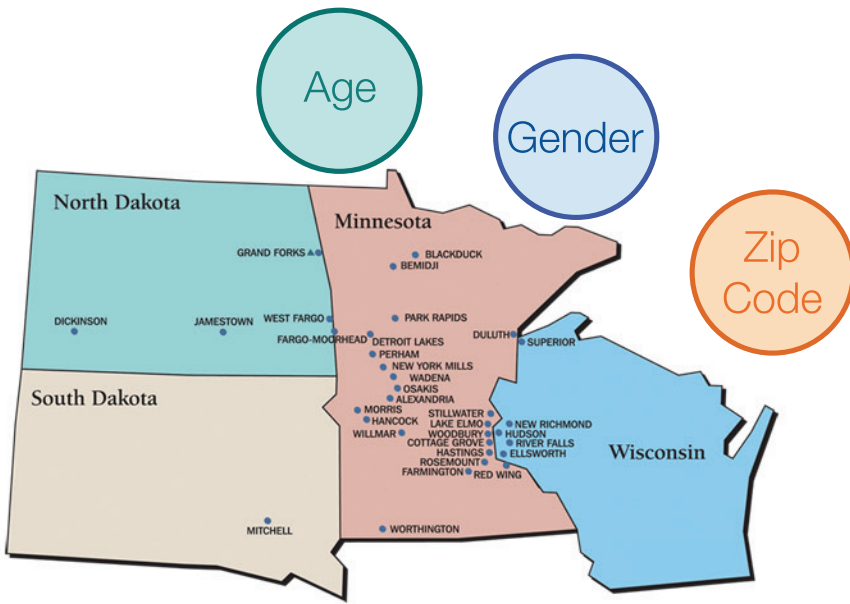 Age
Gender
Zip
Code
North Dakota
Minnesota
GRAND FORKS
BLACKDUCK
BEMIDJI
DICKINSON
JAMESTOWN
WEST FARGO
PARK RAPIDS
FARGO-MOORHEAD
DETROIT LAKES
DULUTH
SUPERIOR
PERHAM
NEW YORK MILLS
WADENA
OSAKIS
ALEXANDRIA
South Dakota
MORRIS
HANCOCK
WILLMAR
STILLWATER
LAKE ELMO
WOODBURY
COTTAGE GROVE
HASTINGS
ROSEMOUNT
FARMINGTON
RED WING
NEW RICHMOND
HUDSON
RIVER FALLS
ELLSWORTH
Wisconsin
MITCHELL
WORTHINGTON